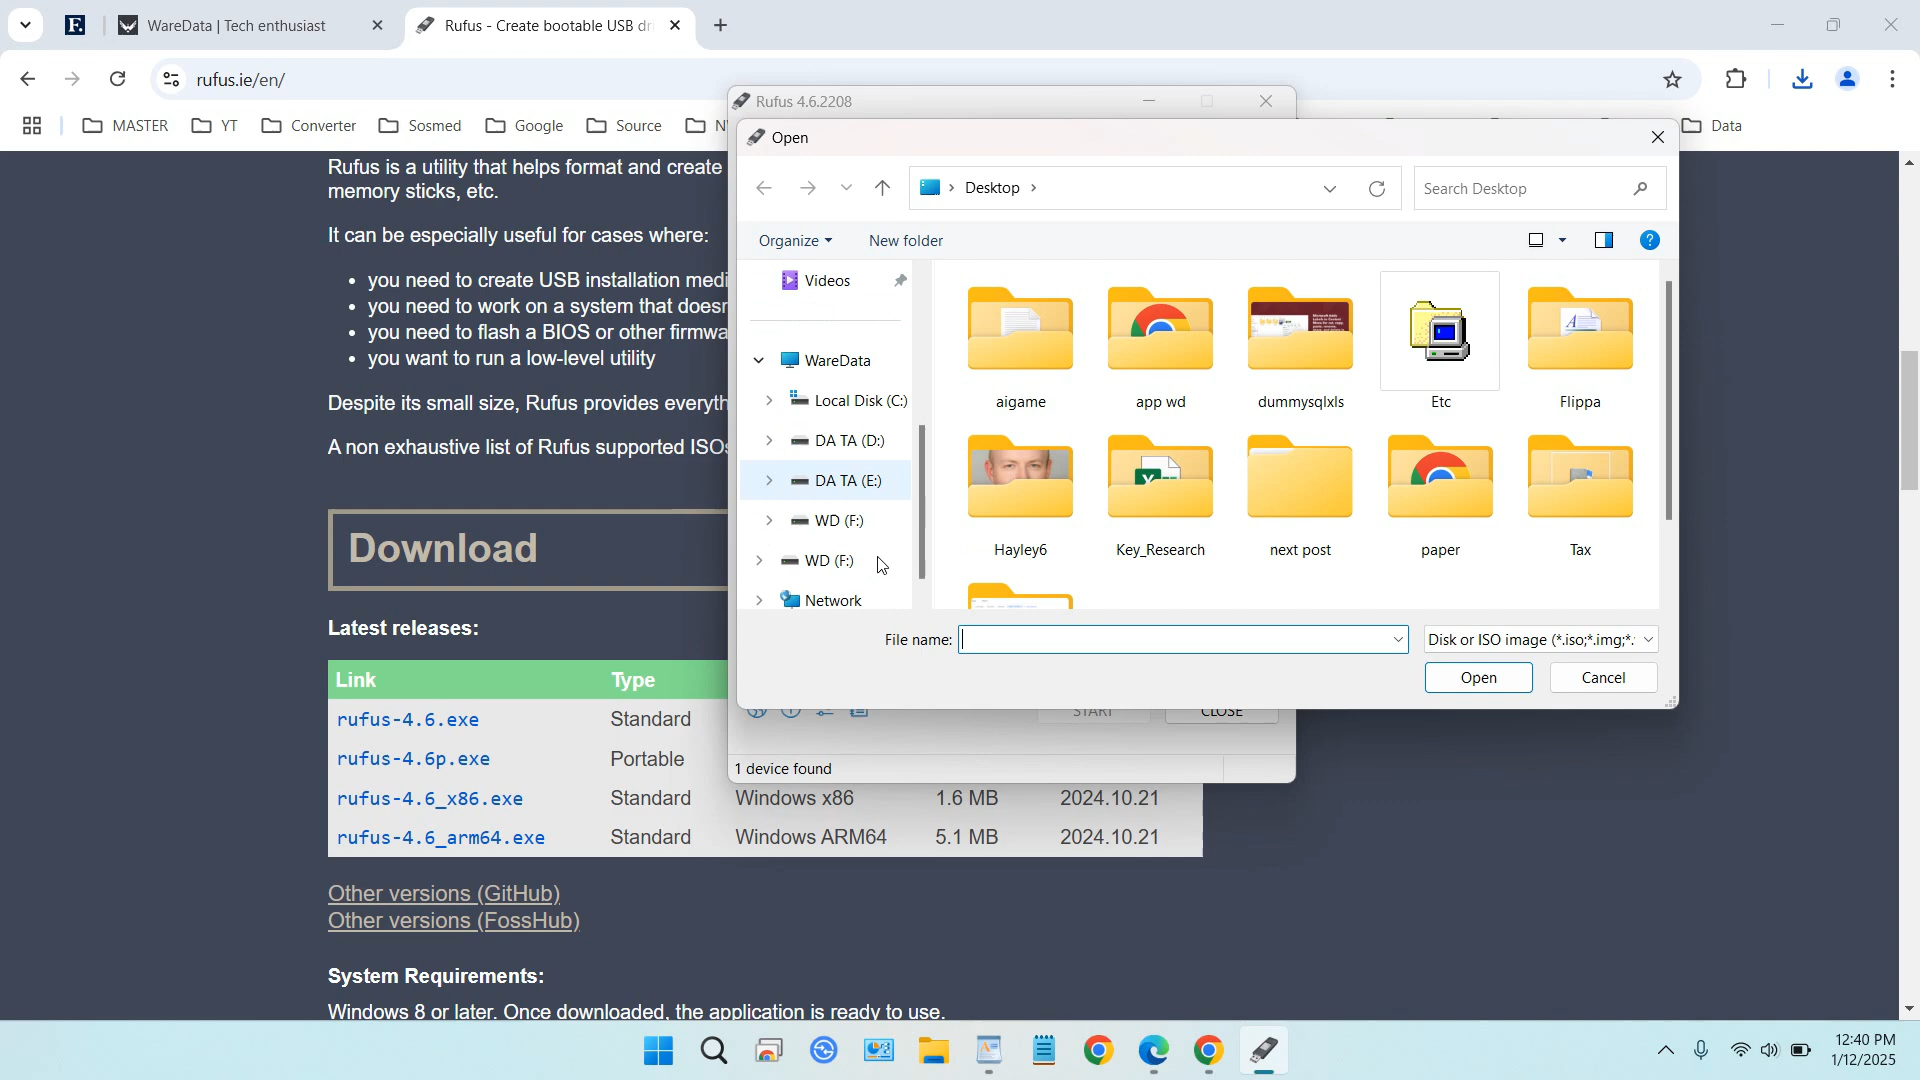 WareData | Tech enthusiast
Rufus - Create bootable USB dr
rufus.ie/en/
MASTER
YT
Converter
Sosmed
Google
Source
Data
Rufus 4.6.2208
Open
Desktop
Search Desktop
Organize
New folder
Videos
WareData
Local Disk (C:)
DA TA (D:)
DA TA (E:)
WD (F:)
WD (F:)
Network
aigame
app wd
dummysqlxls
Etc
Flippa
Hayley6
Key_Research
next post
paper
Tax
File name:
Disk or ISO image (*.iso;*.img;*.
Open
Cancel
START
CLOSE
1 device found
Rufus is a utility that helps format and create
memory sticks, etc.
It can be especially useful for cases where:
you need to create USB installation medi
you need to work on a system that doesn
you need to flash a BIOS or other firmwa
you want to run a low-level utility
Despite its small size, Rufus provides everyth
A non exhaustive list of Rufus supported ISOs
Download
Latest releases:
Link Type
rufus-4.6.exe Standard
rufus-4.6p.exe Portable
rufus-4.6_x86.exe Standard Windows x86 1.6 MB 2024.10.21
rufus-4.6_arm64.exe Standard Windows ARM64 5.1 MB 2024.10.21
Other versions (GitHub)
Other versions (FossHub)
System Requirements:
Windows 8 or later. Once downloaded, the application is ready to use.
12:40 PM
1/12/2025